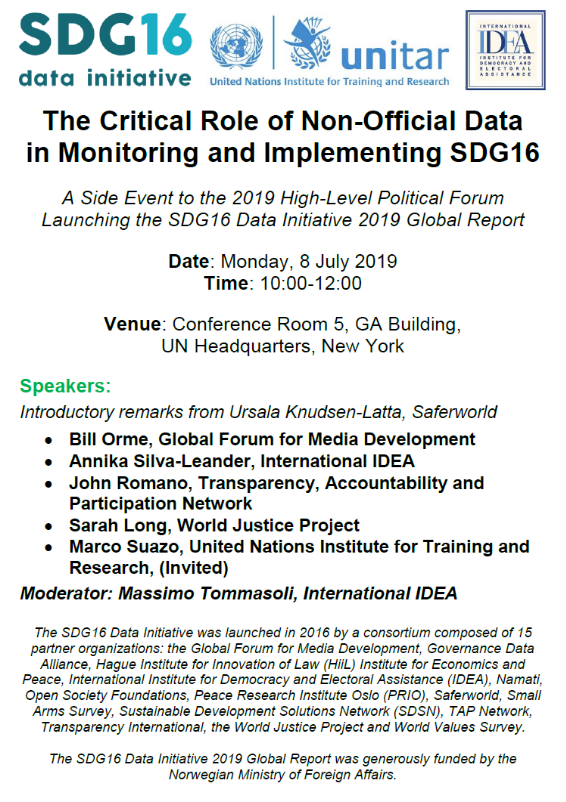 SDG16
data initiative
unitar
United Nations Institute for Training and Research
INTERNATIONAL
IDEA
INSTITUTE FOR
DEMOCRACY AND
ELECTORAL
ASSISTANCE
The Critical Role of Non-Official Data
in Monitoring and Implementing SDG16
A Side Event to the 2019 High-Level Political Forum
Launching the SDG16 Data Initiative 2019 Global Report
Date: Monday, 8 July 2019
Time: 10:00-12:00
Venue: Conference Room 5, GA Building,
UN Headquarters, New York
Speakers:
Introductory remarks from Ursala Knudsen-Latta, Saferworld
• Bill Orme, Global Forum for Media Development
• Annika Silva-Leander, International IDEA
• John Romano, Transparency, Accountability and
Participation Network
• Sarah Long, World Justice Project
• Marco Suazo, United Nations Institute for Training and
Research, (Invited)
Moderator: Massimo Tommasoli, International IDEA
The SDG16 Data Initiative was launched in 2016 by a consortium composed of 15
partner organizations: the Global Forum for Media Development, Governance Data
Alliance, Hague Institute for Innovation of Law (HiiL) Institute for Economics and
Peace, International Institute for Democracy and Electoral Assistance (IDEA), Namati,
Open Society Foundations, Peace Research Institute Oslo (PRIO), Saferworld, Small
Arms Survey, Sustainable Development Solutions Network (SDSN), TAP Network,
Transparency International, the World Justice Project and World Values Survey.
The SDG16 Data Initiative 2019 Global Report was generously funded by the
Norwegian Ministry of Foreign Affairs.